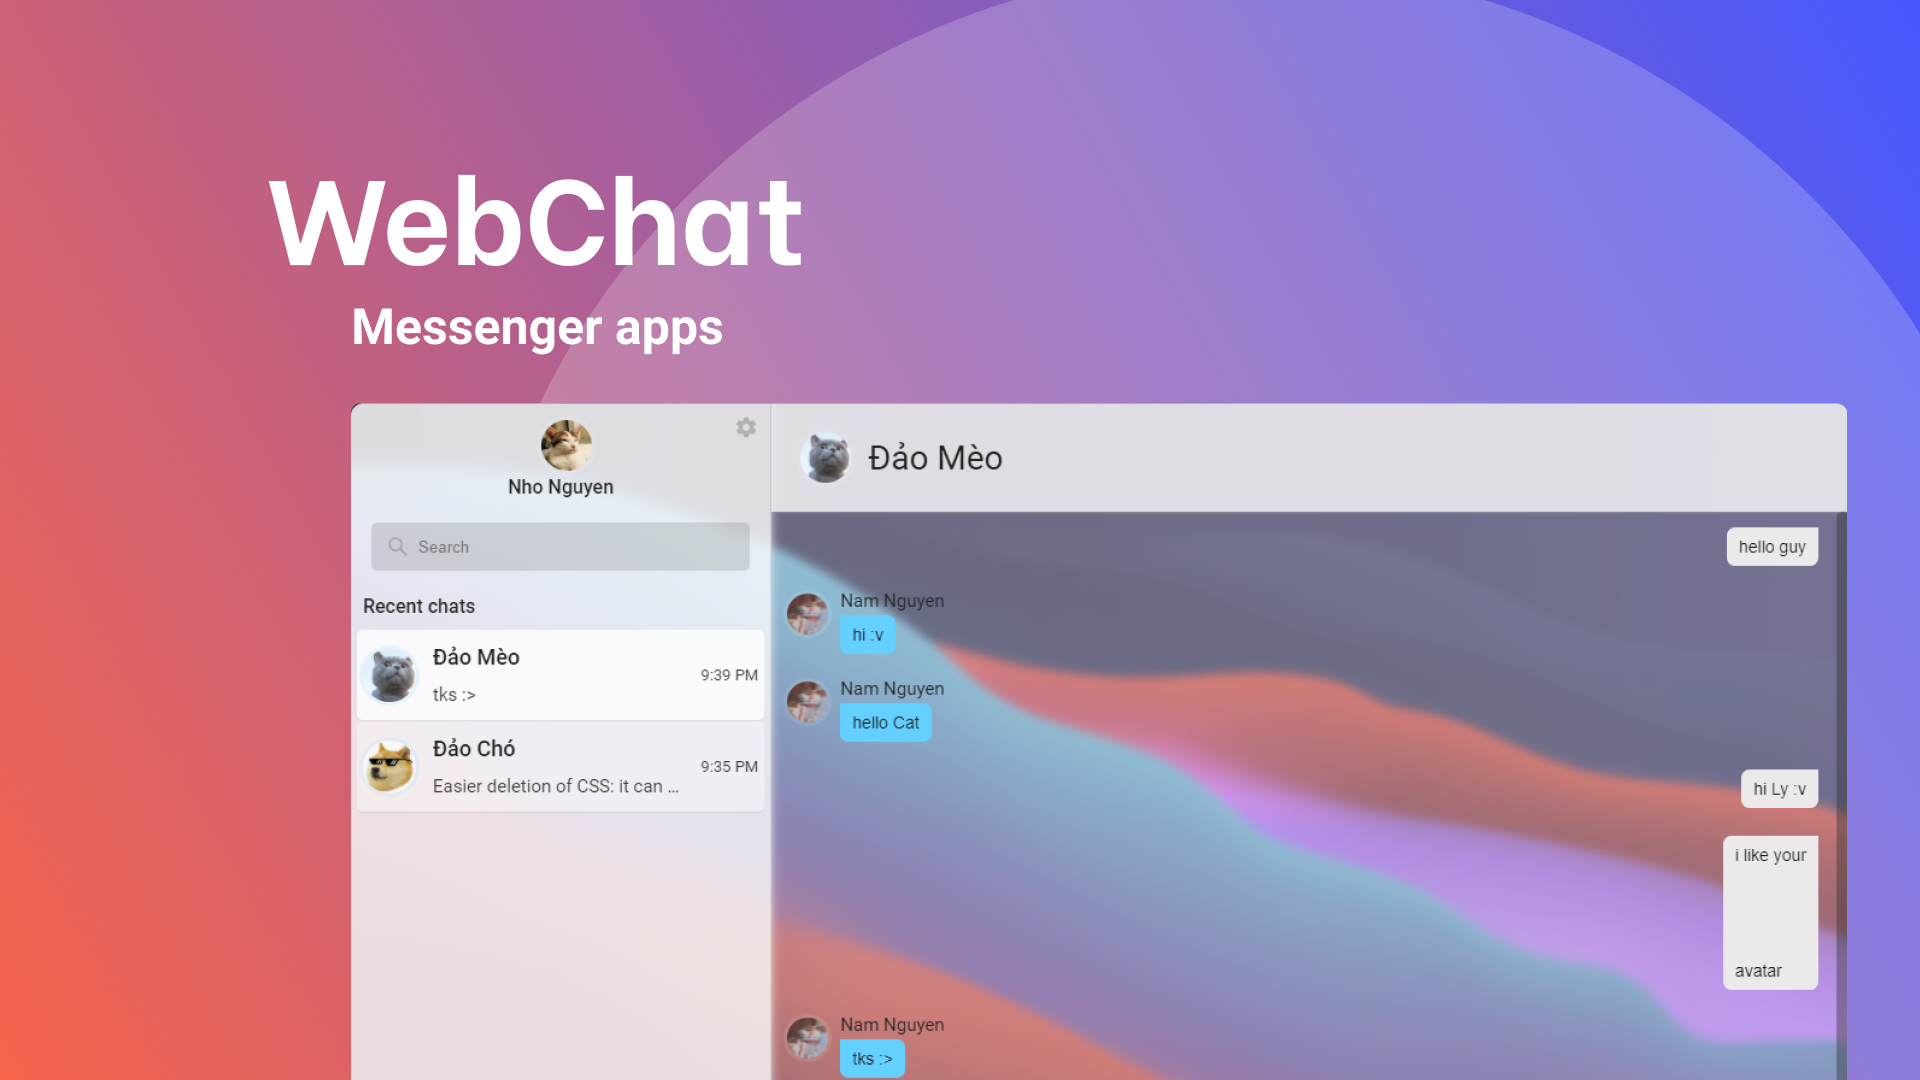 WebChat
Messenger apps
Nho Nguyen
Search
Recent chats
Đảo Mèo
9:39 PM
tks :>
Đảo Chó
9:35 PM
Easier deletion of CSS: it can ...
Đảo Mèo
hello guy
Nam Nguyen
hi :v
Nam Nguyen
hello Cat
hi Ly :v
i like your
avatar
Nam Nguyen
tks :>